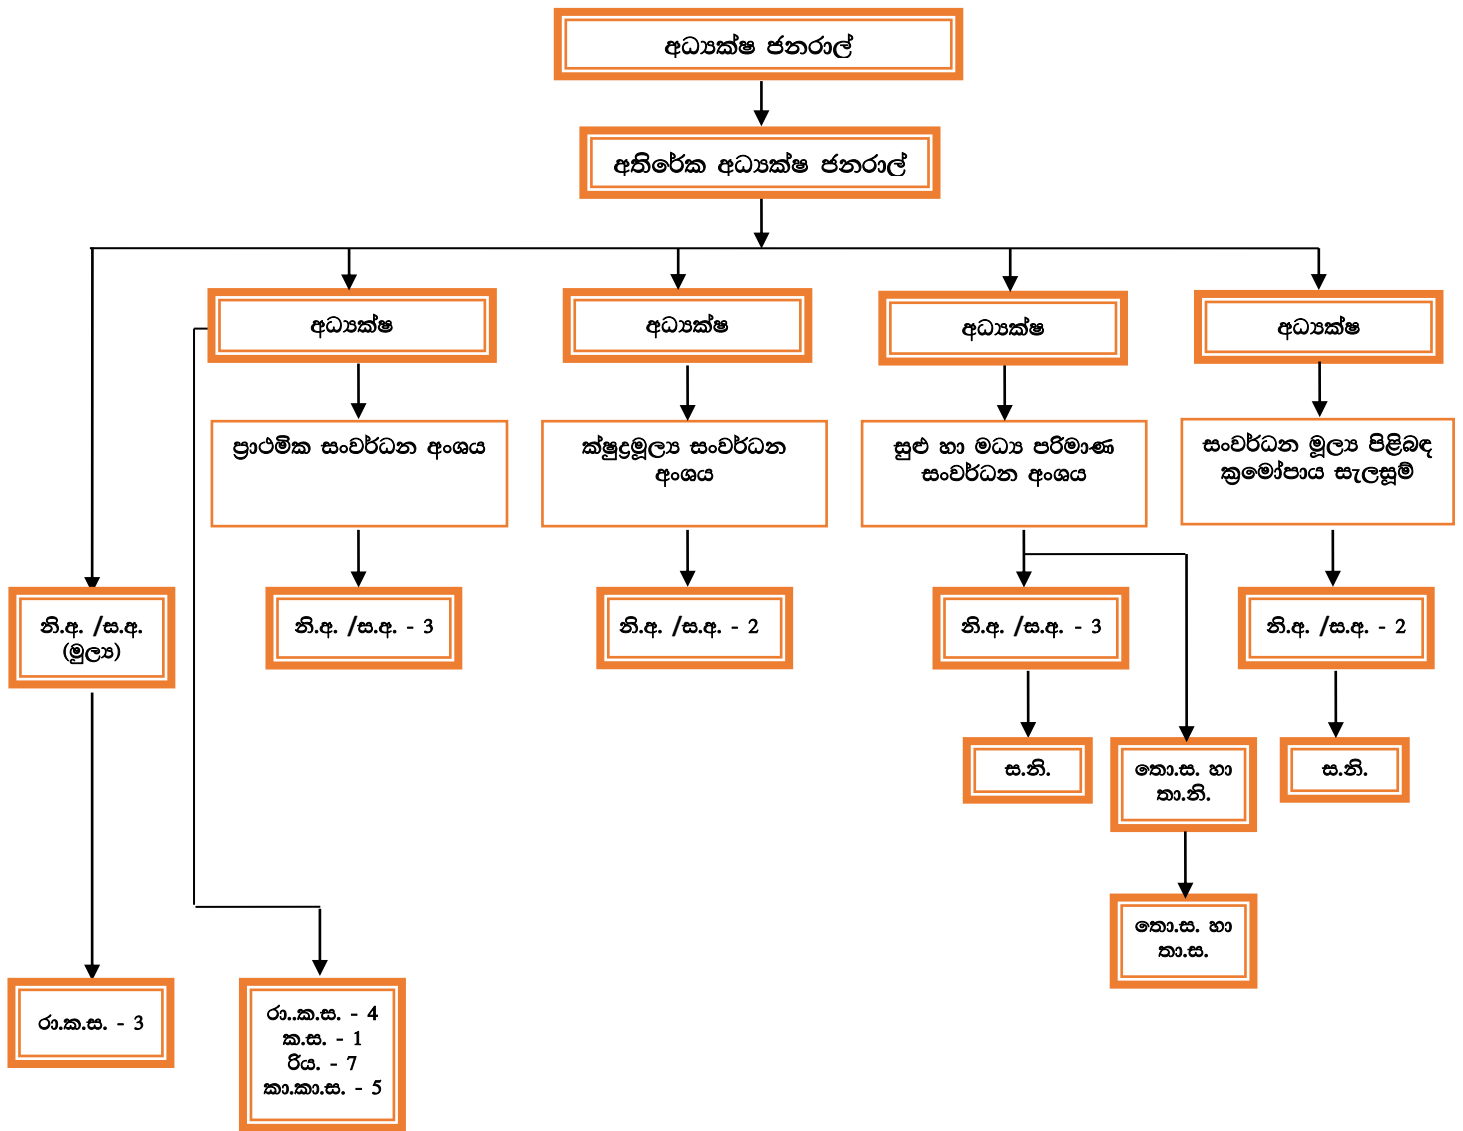 අධ්‍යක්ෂ ජනරාල්
අතිරේක අධ්‍යක්ෂ ජනරාල්
අධ්‍යක්ෂ
අධ්‍යක්ෂ
අධ්‍යක්ෂ
අධ්‍යක්ෂ
ප්‍රාථමික සංවර්ධන අංශය
ක්ෂුද්‍රමූල්‍ය සංවර්ධන
අංශය
සුළු හා මධ්‍ය පරිමාණ
සංවර්ධන අංශය
සංවර්ධන මූල්‍ය පිළිබඳ
ක්‍රමෝපාය සැලසූම්
නි.අ. /ස.අ.
(මුල්‍ය)
නි.අ. /ස.අ. - 3
නි.අ. /ස.අ. - 2
නි.අ. /ස.අ. - 3
නි.අ. /ස.අ. - 2
ස.නි.
තො.ස. හා
තා.නි.
ස.නි.
තො.ස. හා
තා.ස.
රා.ක.ස. - 3
රා..ක.ස. - 4
ක.ස. - 1
රිය. - 7
කා.කා.ස. - 5